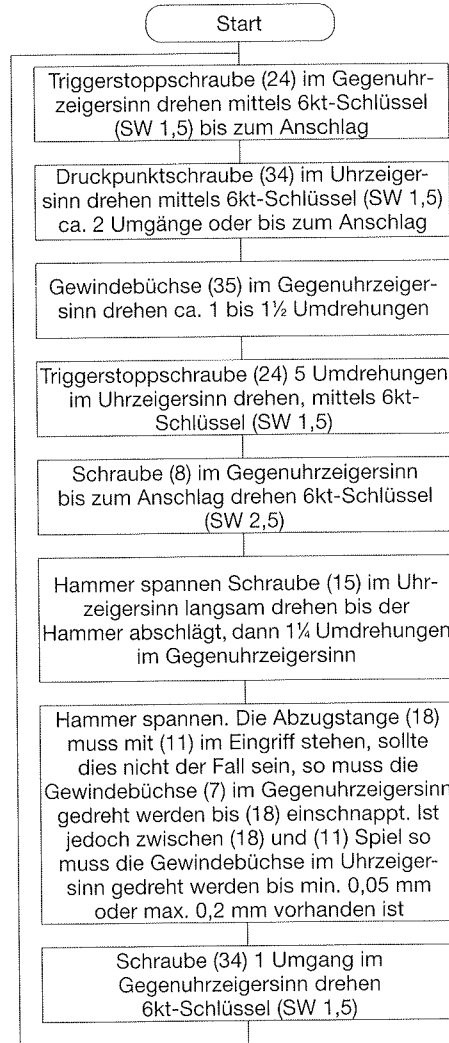 Start
Triggerstoppschraube (24) im Gegenuhr-
zeigersinn drehen mittels 6kt-Schlüssel
(SW 1,5) bis zum Anschlag
Druckpunktschraube (34) im Uhrzeiger-
sinn drehen mittels 6kt-Schlüssel (SW 1,5)
ca. 2 Umgänge oder bis zum Anschlag
Gewindebüchse (35) im Gegenuhrzeiger-
sinn drehen ca. 1 bis 1½ Umdrehungen
Triggerstoppschraube (24) 5 Umdrehungen
im Uhrzeigersinn drehen, mittels 6kt-
Schlüssel (SW 1,5)
Schraube (8) im Gegenuhrzeigersinn
bis zum Anschlag drehen 6kt-Schlüssel
(SW 2,5)
Hammer spannen Schraube (15) im Uhr-
zeigersinn langsam drehen bis der
Hammer abschlägt, dann 1¼ Umdrehungen
im Gegenuhrzeigersinn
Hammer spannen. Die Abzugstange (18)
muss mit (11) im Eingriff stehen, sollte
dies nicht der Fall sein, so muss die
Gewindebüchse (7) im Gegenuhrzeigersinn
gedreht werden bis (18) einschnappt. Ist
jedoch zwischen (18) und (11) Spiel so
muss die Gewindebüchse im Uhrzeiger-
sinn gedreht werden bis min. 0,05 mm
oder max. 0,2 mm vorhanden ist
Schraube (34) 1 Umgang im
Gegenuhrzeigersinn drehen
6kt-Schlüssel (SW 1,5)